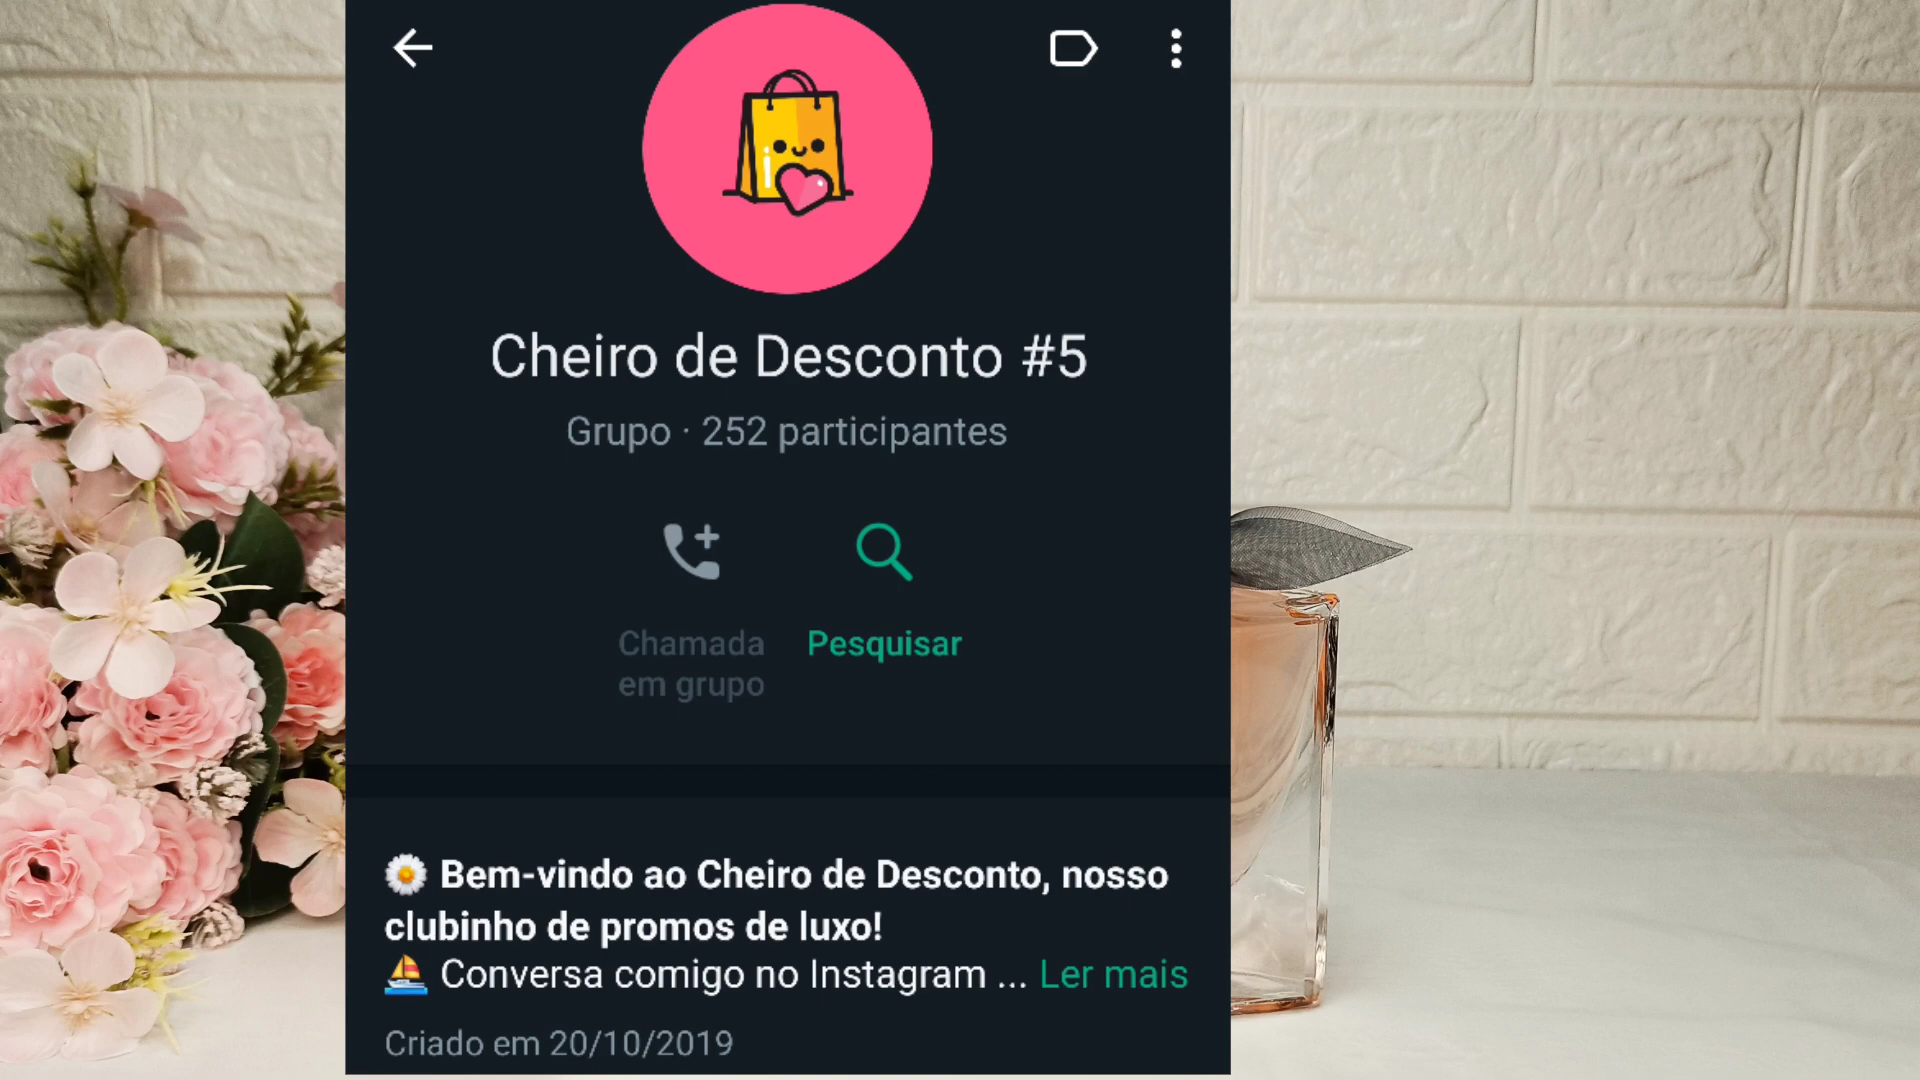 Cheiro de Desconto #5
Grupo · 252 participantes
Chamada
em grupo
Pesquisar
🌼 Bem-vindo ao Cheiro de Desconto, nosso
clubinho de promos de luxo!
⛵ Conversa comigo no Instagram ... Ler mais
Criado em 20/10/2019